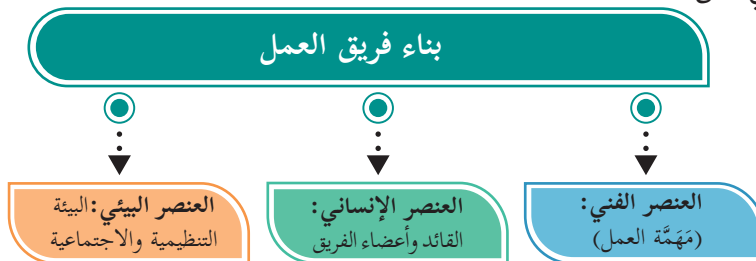 بناء فريق العمل
العنصر الفني:
(مَهَمَّة العمل)
العنصر الإنساني:
القائد وأعضاء الفريق
العنصر البيئي: البيئة
التنظيمية والاجتماعية